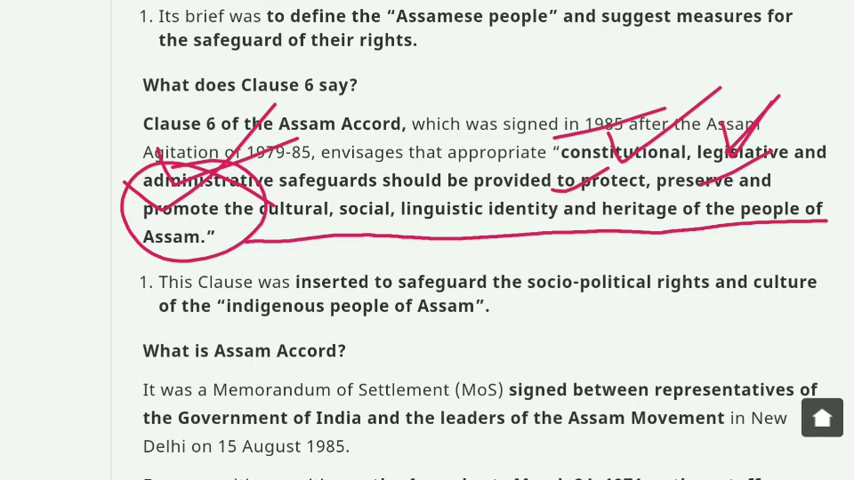 1. Its brief was to define the “Assamese people” and suggest measures for
the safeguard of their rights.
What does Clause 6 say?
Clause 6 of the Assam Accord, which was signed in 1985 after the Assam
Agitation of 1979-85, envisages that appropriate “constitutional, legislative and
administrative safeguards should be provided to protect, preserve and
promote the cultural, social, linguistic identity and heritage of the people of
Assam.”
1. This Clause was inserted to safeguard the socio-political rights and culture
of the “indigenous people of Assam”.
What is Assam Accord?
It was a Memorandum of Settlement (MoS) signed between representatives of
the Government of India and the leaders of the Assam Movement in New
Delhi on 15 August 1985.